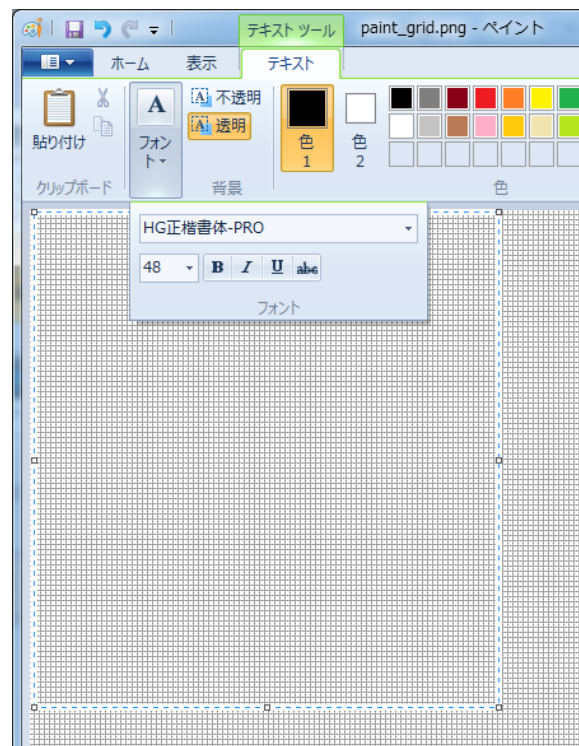 テキスト ツール
paint_grid.png - ペイント
ホーム
表示
テキスト
貼り付け
クリップボード
A
フォン
ト
A 不透明
A 透明
背景
色
1
色
2
色
HG正楷書体-PRO
48
B I U abc
フォント